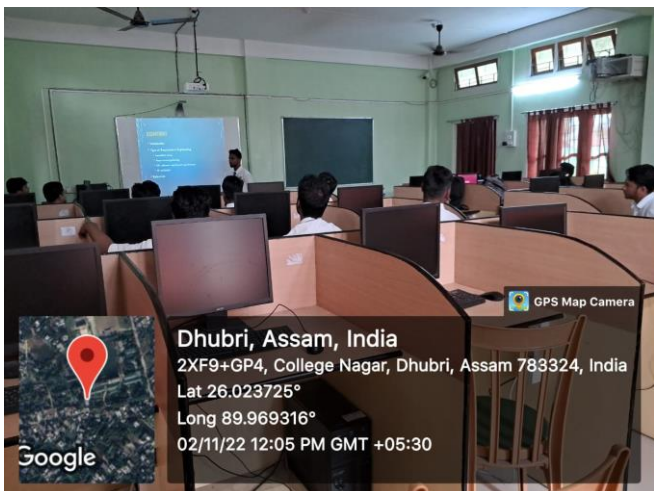 GPS Map Camera
Dhubri, Assam, India
2XF9+GP4, College Nagar, Dhubri, Assam 783324, India
Lat 26.023725°
Long 89.969316°
02/11/22 12:05 PM GMT +05:30
Google